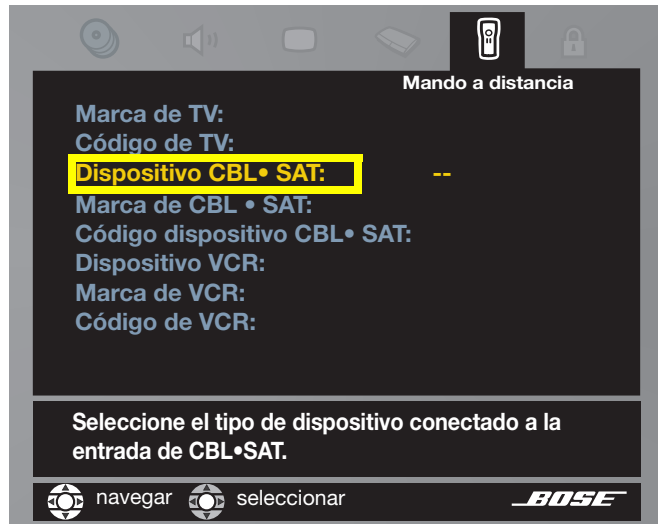 Mando a distancia
Marca de TV:
Código de TV:
Dispositivo CBL• SAT: --
Marca de CBL • SAT:
Código dispositivo CBL• SAT:
Dispositivo VCR:
Marca de VCR:
Código de VCR:
Seleccione el tipo de dispositivo conectado a la
entrada de CBL•SAT.
navegar seleccionar BOSE